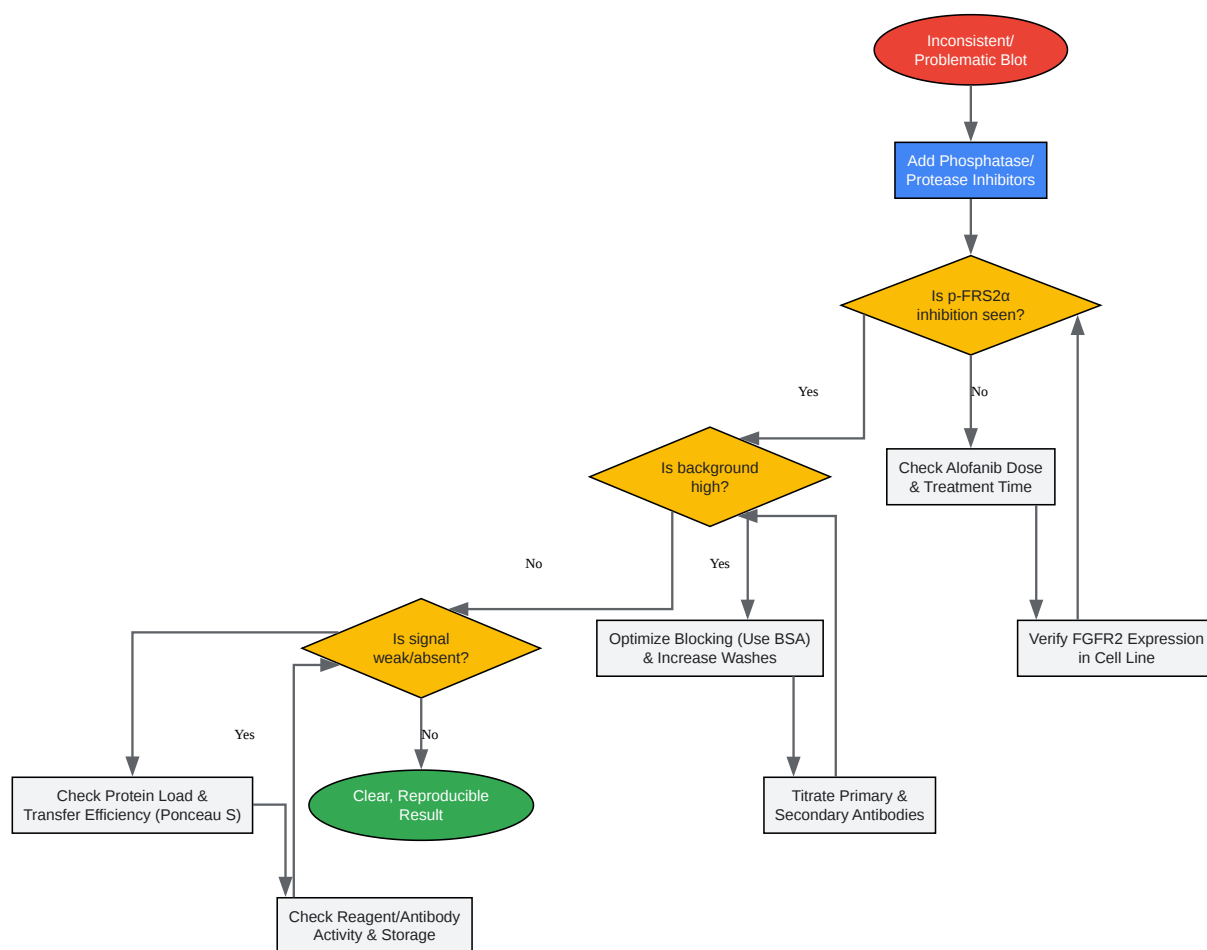 Inconsistent/
Problematic Blot
Add Phosphatase/
Protease Inhibitors
Is p-FRS2α
inhibition seen?
Yes
No
Is background
high?
Check Alofanib Dose
& Treatment Time
No
Yes
Is signal
weak/absent?
Optimize Blocking (Use BSA)
& Increase Washes
Verify FGFR2 Expression
in Cell Line
Yes
No
Check Protein Load &
Transfer Efficiency (Ponceau S)
Clear, Reproducible
Result
Titrate Primary &
Secondary Antibodies
Check Reagent/Antibody
Activity & Storage